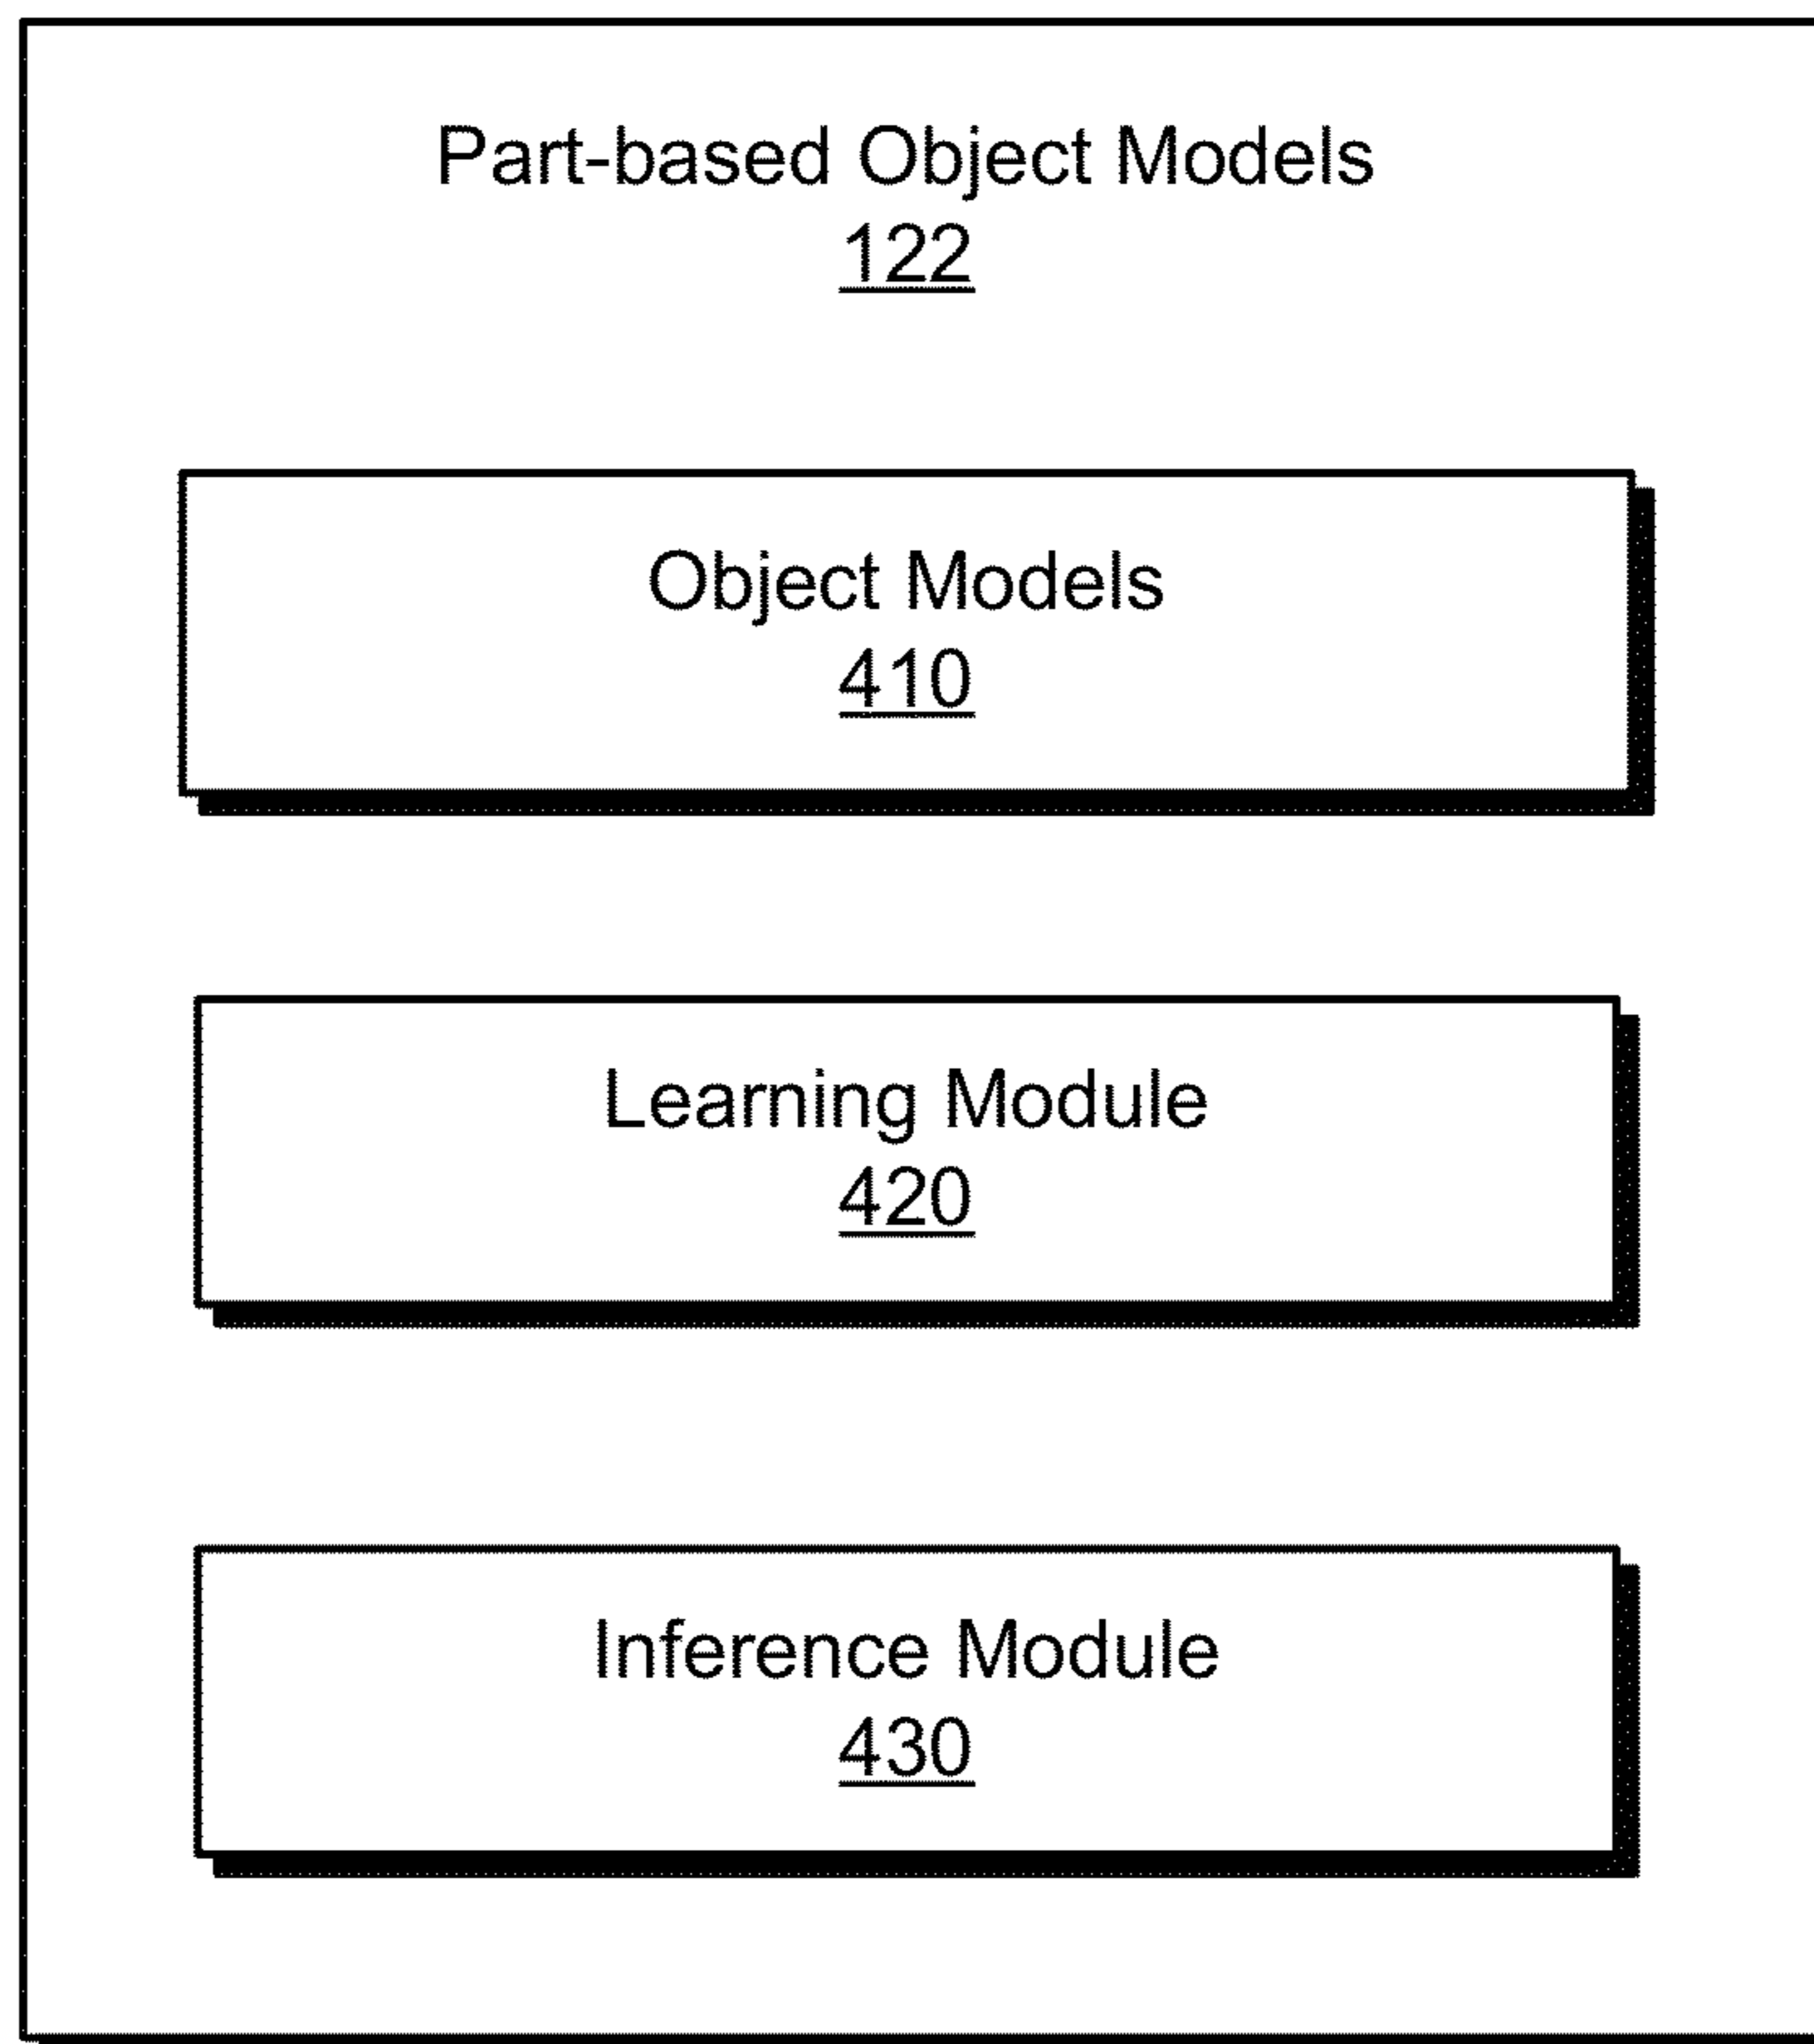 Part-based Object Models
122
Object Models
410
Learning Module
420
Inference Module
430